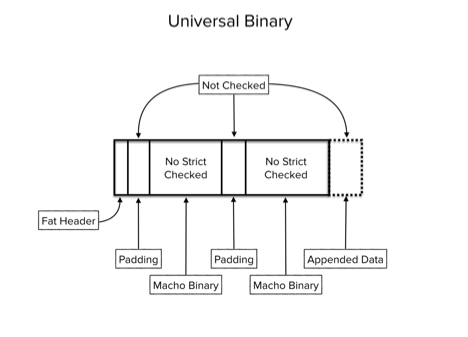 Universal Binary
Not Checked
No Strict
Checked
No Strict
Checked
Fat Header
Padding
Padding
Appended Data
Macho Binary
Macho Binary